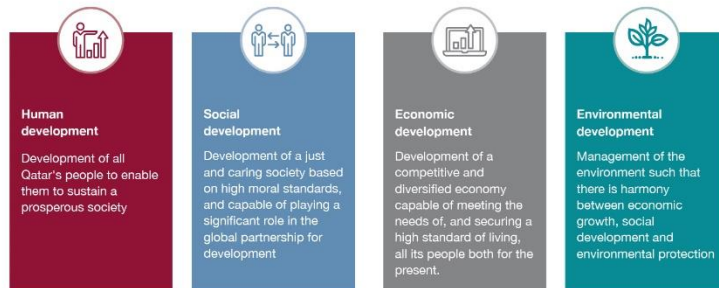 Human
development
Development of all
Qatar's people to enable
them to sustain a
prosperous society
Social
development
Development of a just
and caring society based
on high moral standards,
and capable of playing a
significant role in the
global partnership for
development
Economic
development
Development of a
competitive and
diversified economy
capable of meeting the
needs of, and securing a
high standard of living,
all its people both for the
present.
Environmental
development
Management of the
environment such that
there is harmony
between economic
growth, social
development and
environmental protection